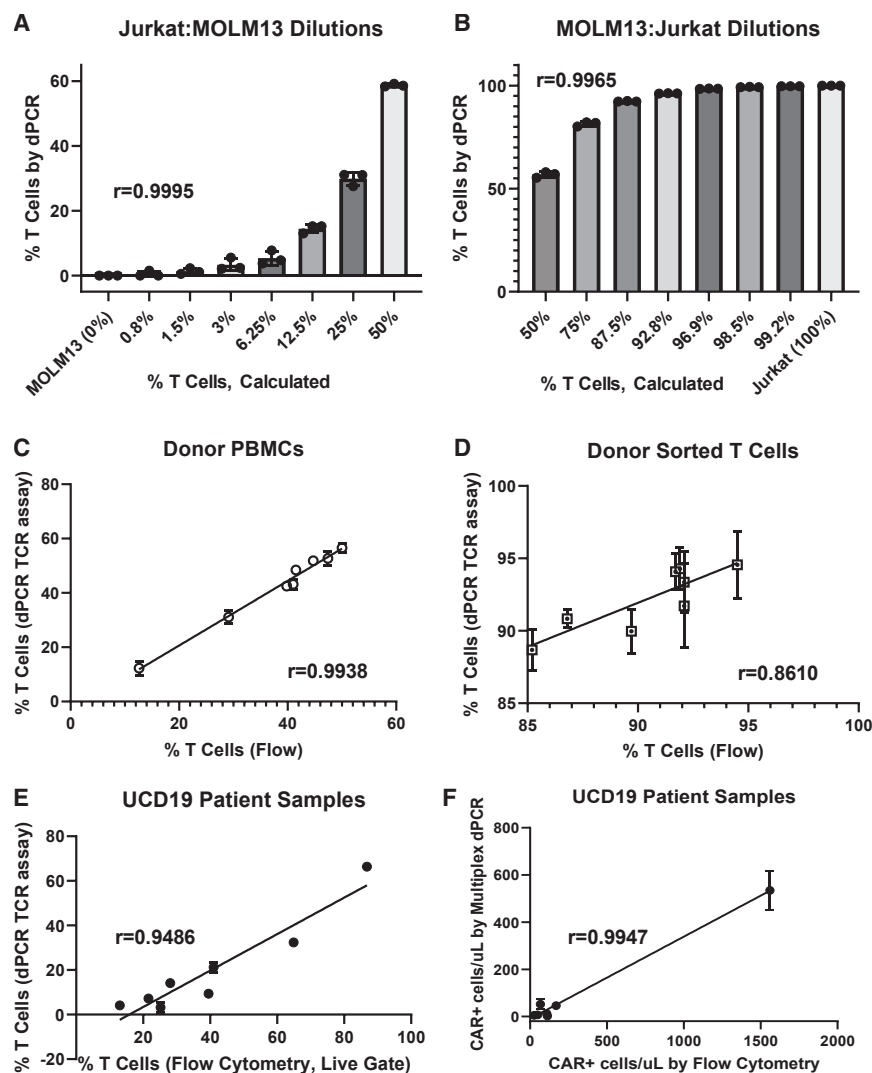 A
Jurkat:MOLM13 Dilutions
% T Cells by dPCR
60
40
20
0
r=0.9995
MOLM13 (0%)
0.8%
1.5%
3%
6.25%
12.5%
25%
50%
% T Cells, Calculated
B
MOLM13:Jurkat Dilutions
% T Cells by dPCR
100
50
0
r=0.9965
50%
75%
87.5%
92.8%
96.9%
98.5%
99.2%
Jurkat (100%)
% T Cells, Calculated
C
Donor PBMCs
% T Cells (dPCR TCR assay)
80
60
40
20
0
r=0.9938
0
20
40
60
% T Cells (Flow)
D
Donor Sorted T Cells
% T Cells (dPCR TCR assay)
100
95
90
85
r=0.8610
85
90
95
100
% T Cells (Flow)
E
UCD19 Patient Samples
% T Cells (dPCR TCR assay)
80
60
40
20
0
-20
r=0.9486
20
40
60
80
100
% T Cells (Flow Cytometry, Live Gate)
F
UCD19 Patient Samples
CAR+ cells/uL by Multiplex dPCR
800
600
400
200
0
r=0.9947
0
500
1000
1500
2000
CAR+ cells/uL by Flow Cytometry